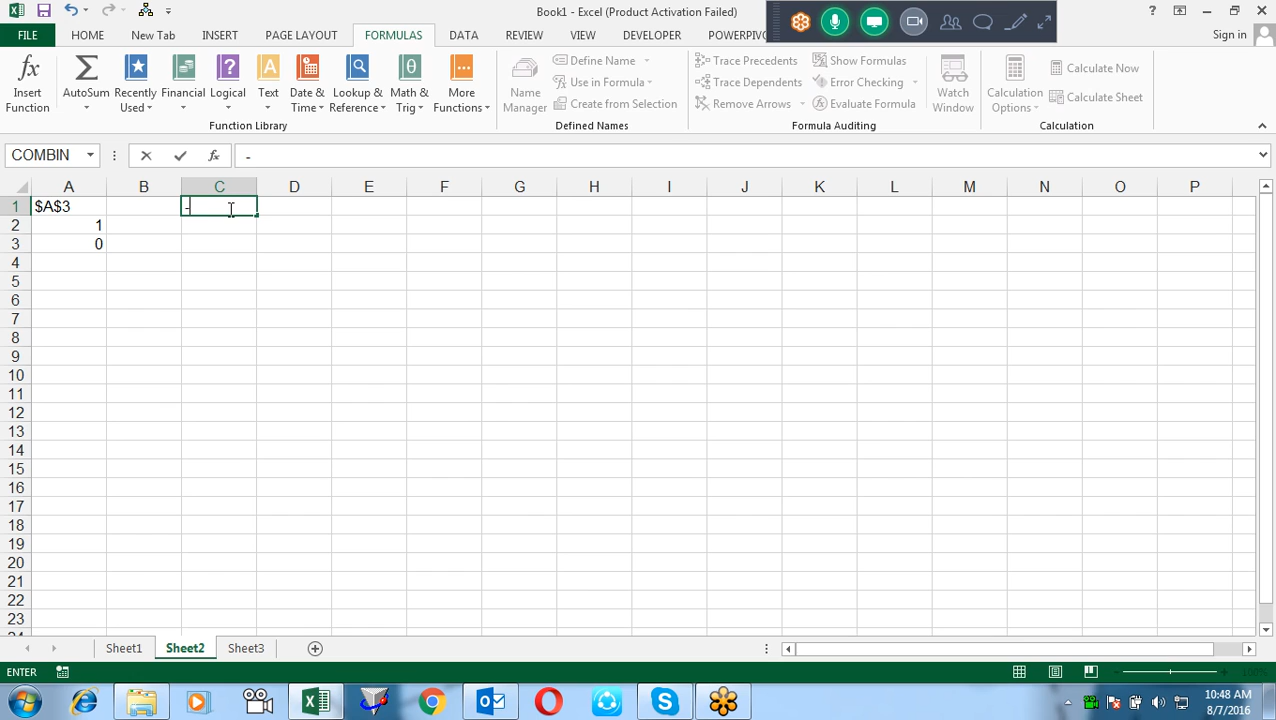 Book1 - Excel (Product Activation Failed)
FILE
New Tab
INSERT
PAGE LAYOUT
FORMULAS
DATA
REVIEW
VIEW
DEVELOPER
Sign in
Insert Function
AutoSum
Recently Used
Financial
Logical
Text
Date & Time
Lookup & Reference
Math & Trig
More Functions
Function Library
Name Manager
Define Name
Use in Formula
Create from Selection
Defined Names
Trace Precedents
Trace Dependents
Remove Arrows
Show Formulas
Error Checking
Evaluate Formula
Formula Auditing
Watch Window
Calculation Options
Calculate Now
Calculate Sheet
Calculation
COMBIN
fx
-
A B C D E F G H I J K L M N O P
1 $A$3 -
2 1
3 0
4
5
6
7
8
9
10
11
12
13
14
15
16
17
18
19
20
21
22
23
Sheet1
Sheet2
Sheet3
ENTER
10:48 AM
8/7/2016